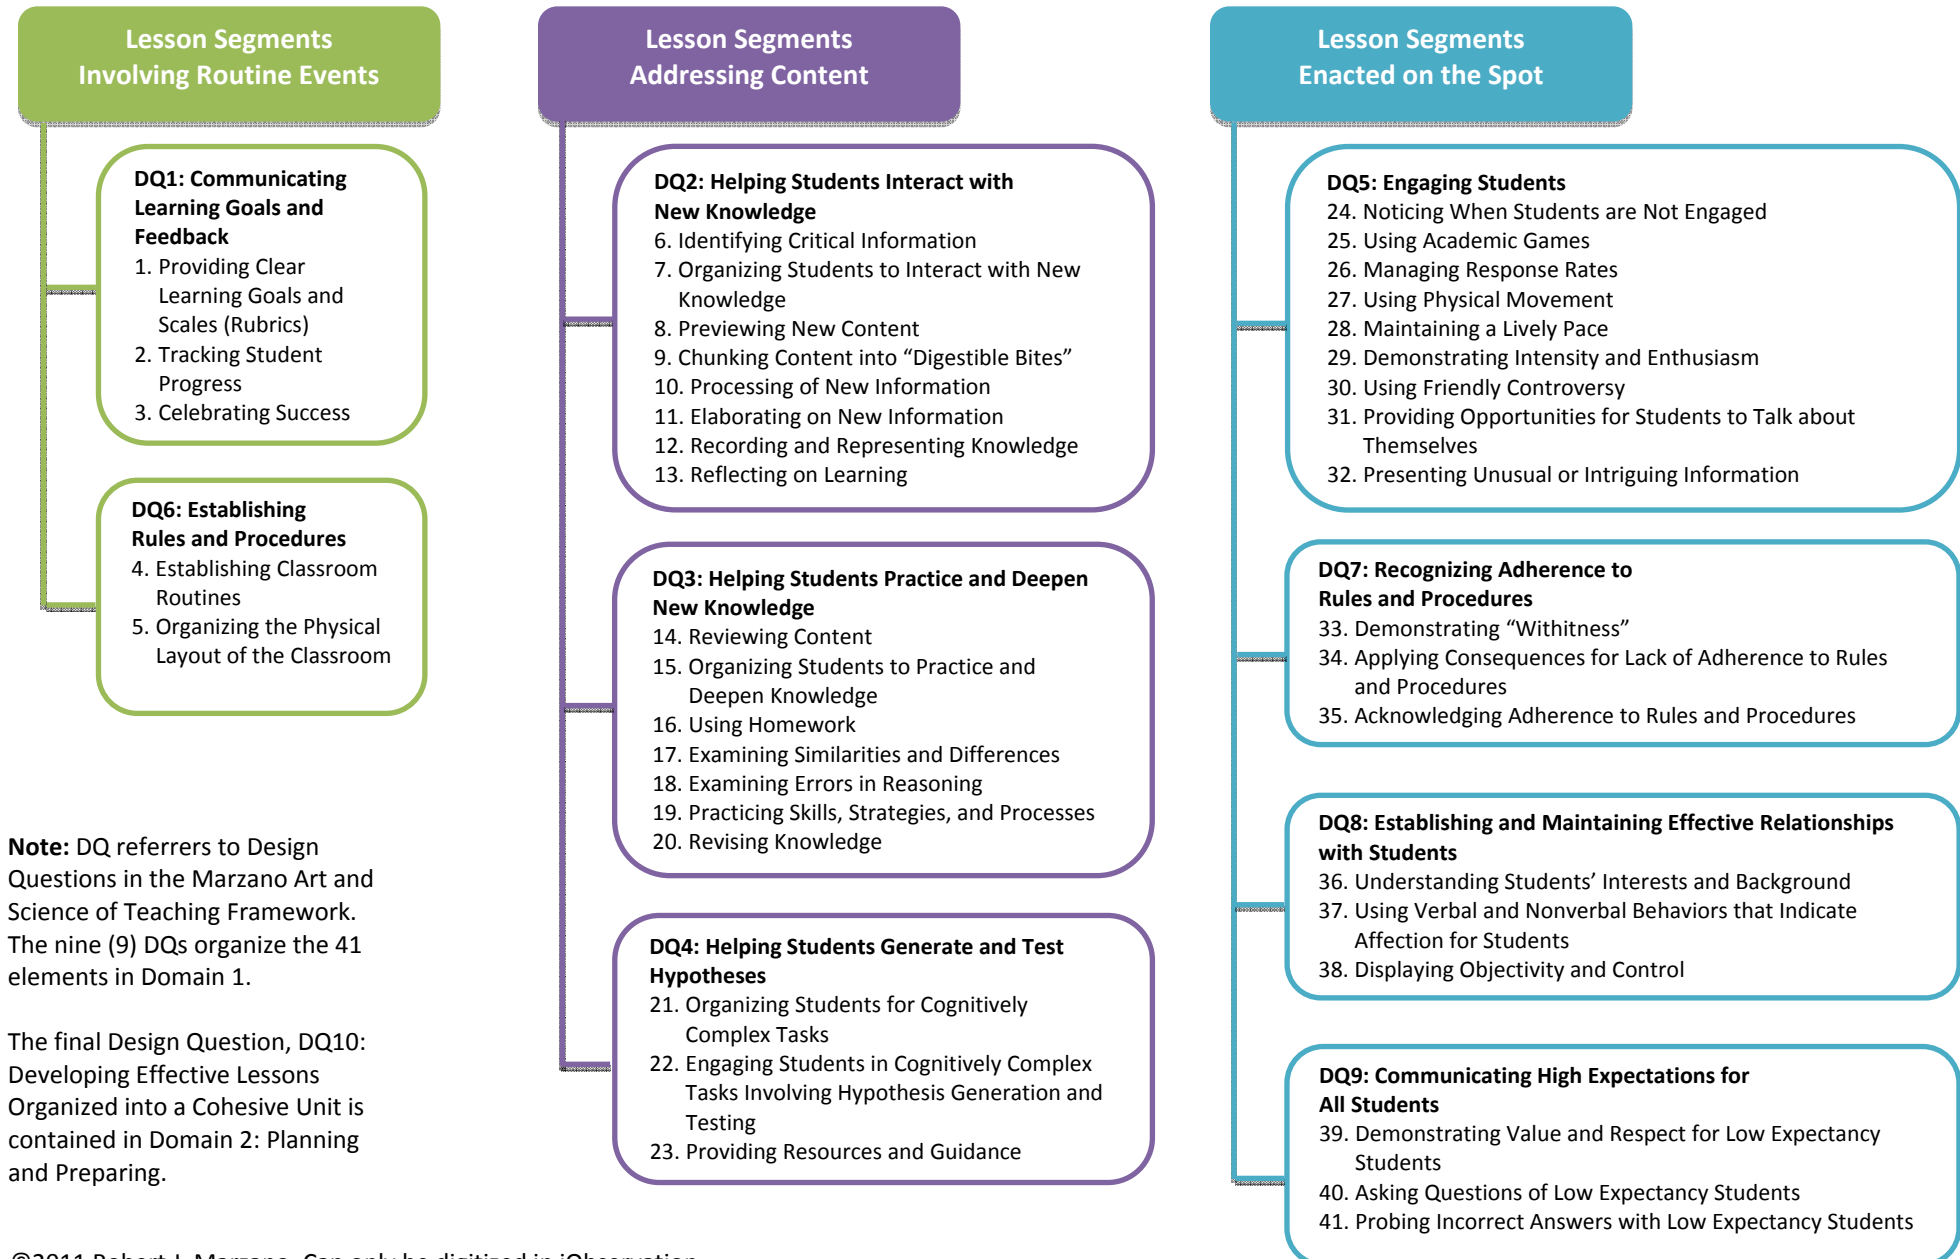 Lesson Segments
Involving Routine Events
DQ1: Communicating
Learning Goals and
Feedback
1. Providing Clear
Learning Goals and
Scales (Rubrics)
2. Tracking Student
Progress
3. Celebrating Success
DQ6: Establishing
Rules and Procedures
4. Establishing Classroom
Routines
5. Organizing the Physical
Layout of the Classroom
Note: DQ referrers to Design
Questions in the Marzano Art and
Science of Teaching Framework.
The nine (9) DQs organize the 41
elements in Domain 1.
The final Design Question, DQ10:
Developing Effective Lessons
Organized into a Cohesive Unit is
contained in Domain 2: Planning
and Preparing.
Lesson Segments
Addressing Content
DQ2: Helping Students Interact with
New Knowledge
6. Identifying Critical Information
7. Organizing Students to Interact with New
Knowledge
8. Previewing New Content
9. Chunking Content into “Digestible Bites”
10. Processing of New Information
11. Elaborating on New Information
12. Recording and Representing Knowledge
13. Reflecting on Learning
DQ3: Helping Students Practice and Deepen
New Knowledge
14. Reviewing Content
15. Organizing Students to Practice and
Deepen Knowledge
16. Using Homework
17. Examining Similarities and Differences
18. Examining Errors in Reasoning
19. Practicing Skills, Strategies, and Processes
20. Revising Knowledge
DQ4: Helping Students Generate and Test
Hypotheses
21. Organizing Students for Cognitively
Complex Tasks
22. Engaging Students in Cognitively Complex
Tasks Involving Hypothesis Generation and
Testing
23. Providing Resources and Guidance
Lesson Segments
Enacted on the Spot
DQ5: Engaging Students
24. Noticing When Students are Not Engaged
25. Using Academic Games
26. Managing Response Rates
27. Using Physical Movement
28. Maintaining a Lively Pace
29. Demonstrating Intensity and Enthusiasm
30. Using Friendly Controversy
31. Providing Opportunities for Students to Talk about
Themselves
32. Presenting Unusual or Intriguing Information
DQ7: Recognizing Adherence to
Rules and Procedures
33. Demonstrating “Withitness”
34. Applying Consequences for Lack of Adherence to Rules
and Procedures
35. Acknowledging Adherence to Rules and Procedures
DQ8: Establishing and Maintaining Effective Relationships
with Students
36. Understanding Students’ Interests and Background
37. Using Verbal and Nonverbal Behaviors that Indicate
Affection for Students
38. Displaying Objectivity and Control
DQ9: Communicating High Expectations for
All Students
39. Demonstrating Value and Respect for Low Expectancy
Students
40. Asking Questions of Low Expectancy Students
41. Probing Incorrect Answers with Low Expectancy Students
©2011 Robert J. Marzano. Can only be digitized in iObservation